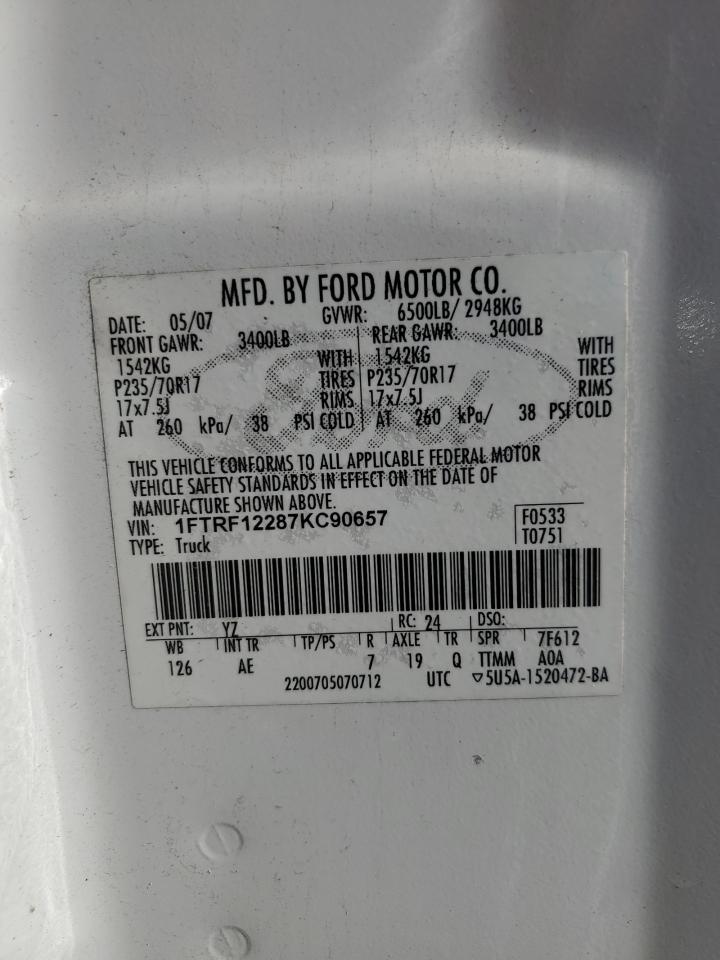 MFD. BY FORD MOTOR CO.
DATE: 05/07 GVWR: 6500LB/ 2948KG
FRONT GAWR: 3400LB REAR GAWR: 3400LB
1542KG WITH 1542KG WITH
P235/70R17 TIRES P235/70R17 TIRES
17x7.5J RIMS 17x7.5J RIMS
AT 260 kPa/ 38 PSI COLD AT 260 kPa/ 38 PSI COLD
Ford
THIS VEHICLE CONFORMS TO ALL APPLICABLE FEDERAL MOTOR
VEHICLE SAFETY STANDARDS IN EFFECT ON THE DATE OF
MANUFACTURE SHOWN ABOVE.
VIN: 1FTRF12287KC90657 F0533
TYPE: Truck T0751
EXT PNT: YZ RC: 24 DSO:
WB INT TR TP/PS R AXLE TR SPR 7F612
126 AE 7 19 Q TTMM A0A
2200705070712 UTC ▽5U5A-1520472-BA